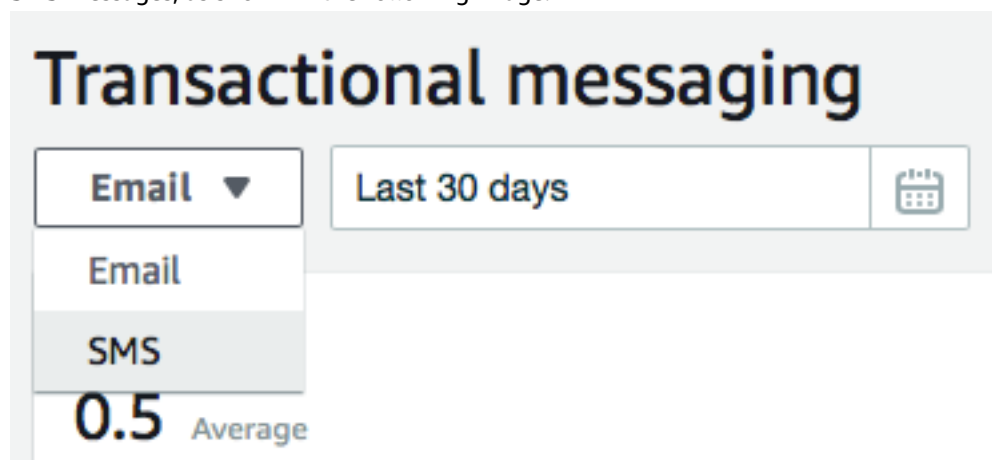 Transactional messaging
Email Last 30 days
Email
SMS
0.5 Average